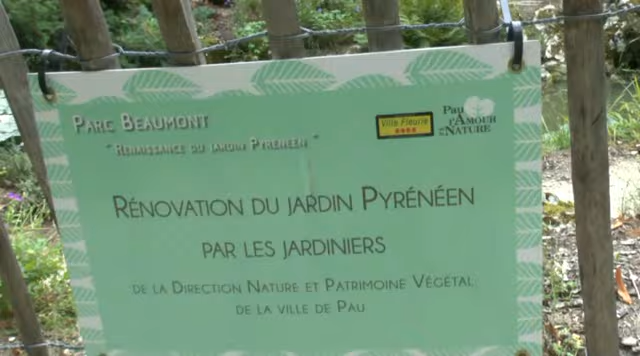 PARC BEAUMONT
" RENAISSANCE DU JARDIN PYRÉNÉEN "
Ville Fleurie
Pau
l'AMOUR
NATURE
RÉNOVATION DU JARDIN PYRÉNÉEN
PAR LES JARDINIERS
DE LA DIRECTION NATURE ET PATRIMOINE VÉGÉTAL
DE LA VILLE DE PAU